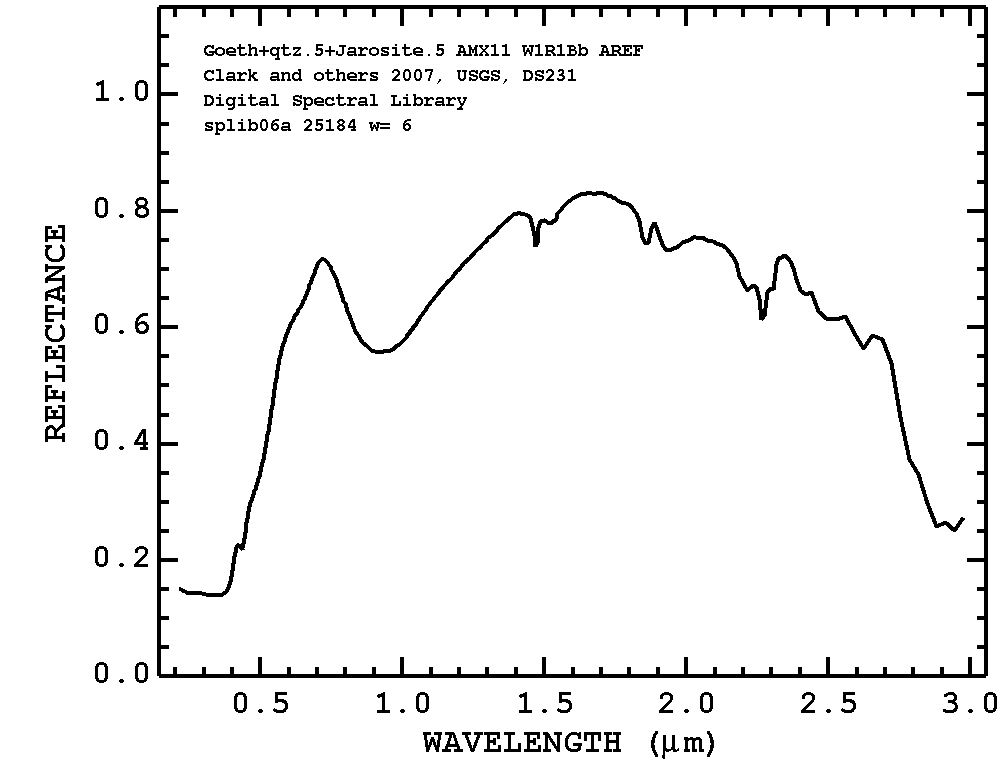 Goeth+qtz.5+Jarosite.5 AMX11 W1R1Bb AREF
Clark and others 2007, USGS, DS231
Digital Spectral Library
splib06a 25184 w= 6
1.0
0.8
0.6
0.4
0.2
0.0
REFLECTANCE
0.5 1.0 1.5 2.0 2.5 3.0
WAVELENGTH (μm)